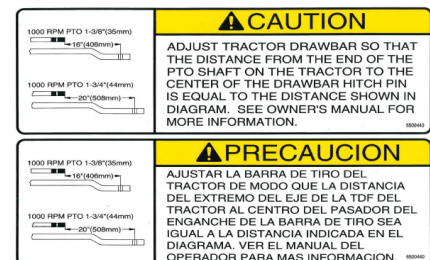 1000 RPM PTO 1-3/8"(35mm)
16"(406mm)
1000 RPM PTO 1-3/4"(44mm)
20"(508mm)
CAUTION
ADJUST TRACTOR DRAWBAR SO THAT
THE DISTANCE FROM THE END OF THE
PTO SHAFT ON THE TRACTOR TO THE
CENTER OF THE DRAWBAR HITCH PIN
IS EQUAL TO THE DISTANCE SHOWN IN
DIAGRAM. SEE OWNER'S MANUAL FOR
MORE INFORMATION.
5500440
1000 RPM PTO 1-3/8"(35mm)
16"(406mm)
1000 RPM PTO 1-3/4"(44mm)
20"(508mm)
PRECAUCION
AJUSTAR LA BARRA DE TIRO DEL
TRACTOR DE MODO QUE LA DISTANCIA
DEL EXTREMO DEL EJE DE LA TDF DEL
TRACTOR AL CENTRO DEL PASADOR DEL
ENGANCHE DE LA BARRA DE TIRO SEA
IGUAL A LA DISTANCIA INDICADA EN EL
DIAGRAMA. VER EL MANUAL DEL
OPERADOR PARA MAS INFORMACION.
5500440